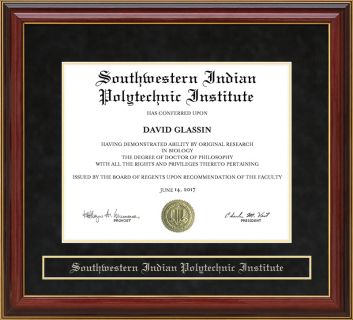 Southwestern Indian
Polytechnic Institute
HAS CONFERRED UPON
DAVID GLASSIN
HAVING DEMONSTRATED ABILITY BY ORIGINAL RESEARCH
IN BIOLOGY
THE DEGREE OF DOCTOR OF PHILOSOPHY
WITH ALL THE RIGHTS AND PRIVILEGES THERETO PERTAINING
ISSUED BY THE BOARD OF REGENTS UPON RECOMMENDATION OF THE FACULTY
JUNE 14, 2017
PROVOST
PRESIDENT
Southwestern Indian Polytechnic Institute